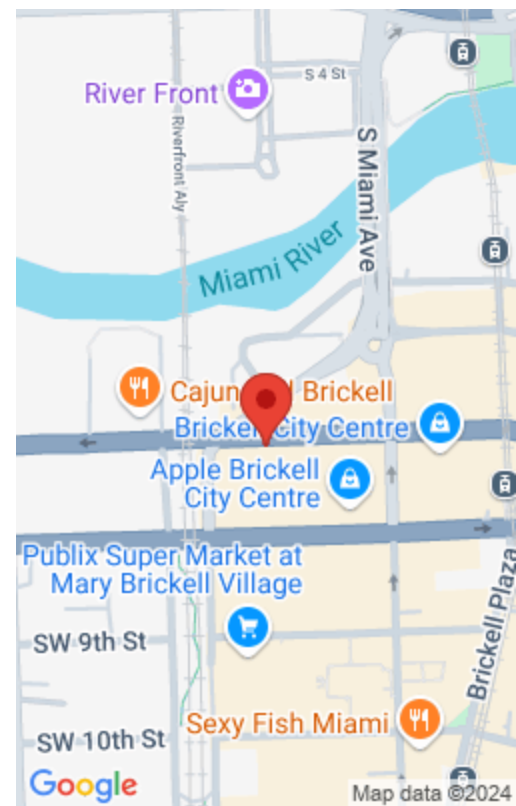 S 4 St
River Front
Riverfront Aly
S Miami Ave
Miami River
Brickell
Brickell City Centre
Apple Brickell
City Centre
Publix Super Market at
Mary Brickell Village
SW 9th St
Brickell Plaza
Sexy Fish Miami
SW 10th St
Google
Map data ©2024